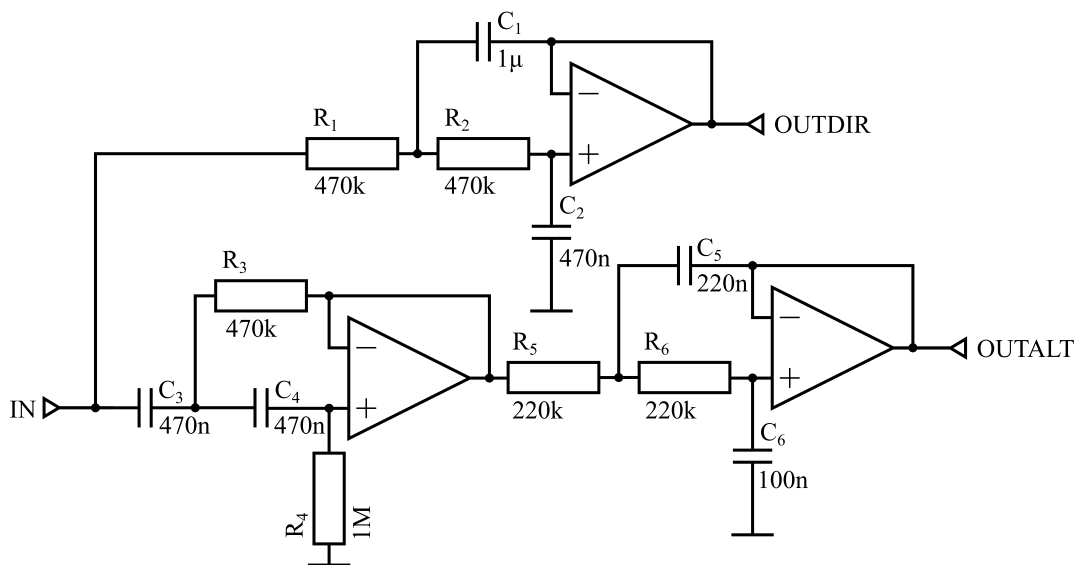 C1
1µ
R1
470k
R2
470k
−
+
OUTDIR
C2
470n
R3
470k
−
+
IN
C3
470n
C4
470n
R4
1M
R5
220k
R6
220k
C5
220n
−
+
OUTALT
C6
100n